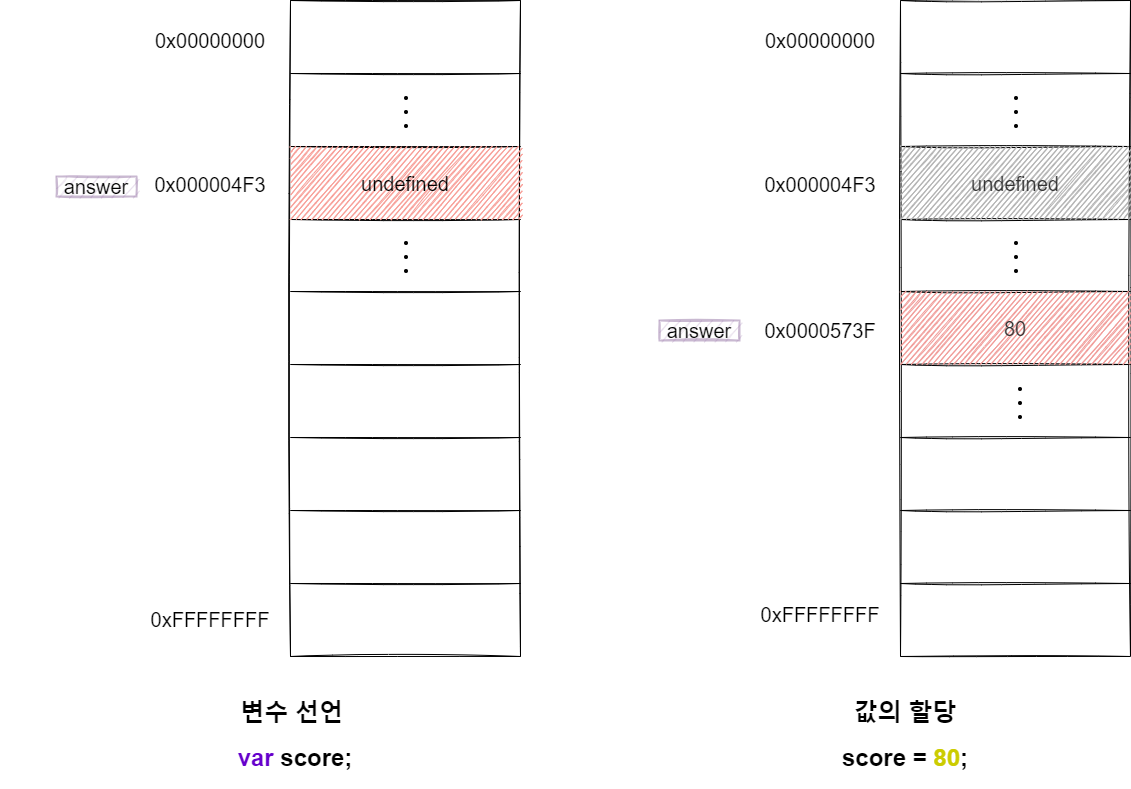 0x00000000
answer 0x000004F3 undefined
0xFFFFFFFF
변수 선언
var score;
0x00000000
0x000004F3 undefined
answer 0x0000573F 80
0xFFFFFFFF
값의 할당
score = 80;